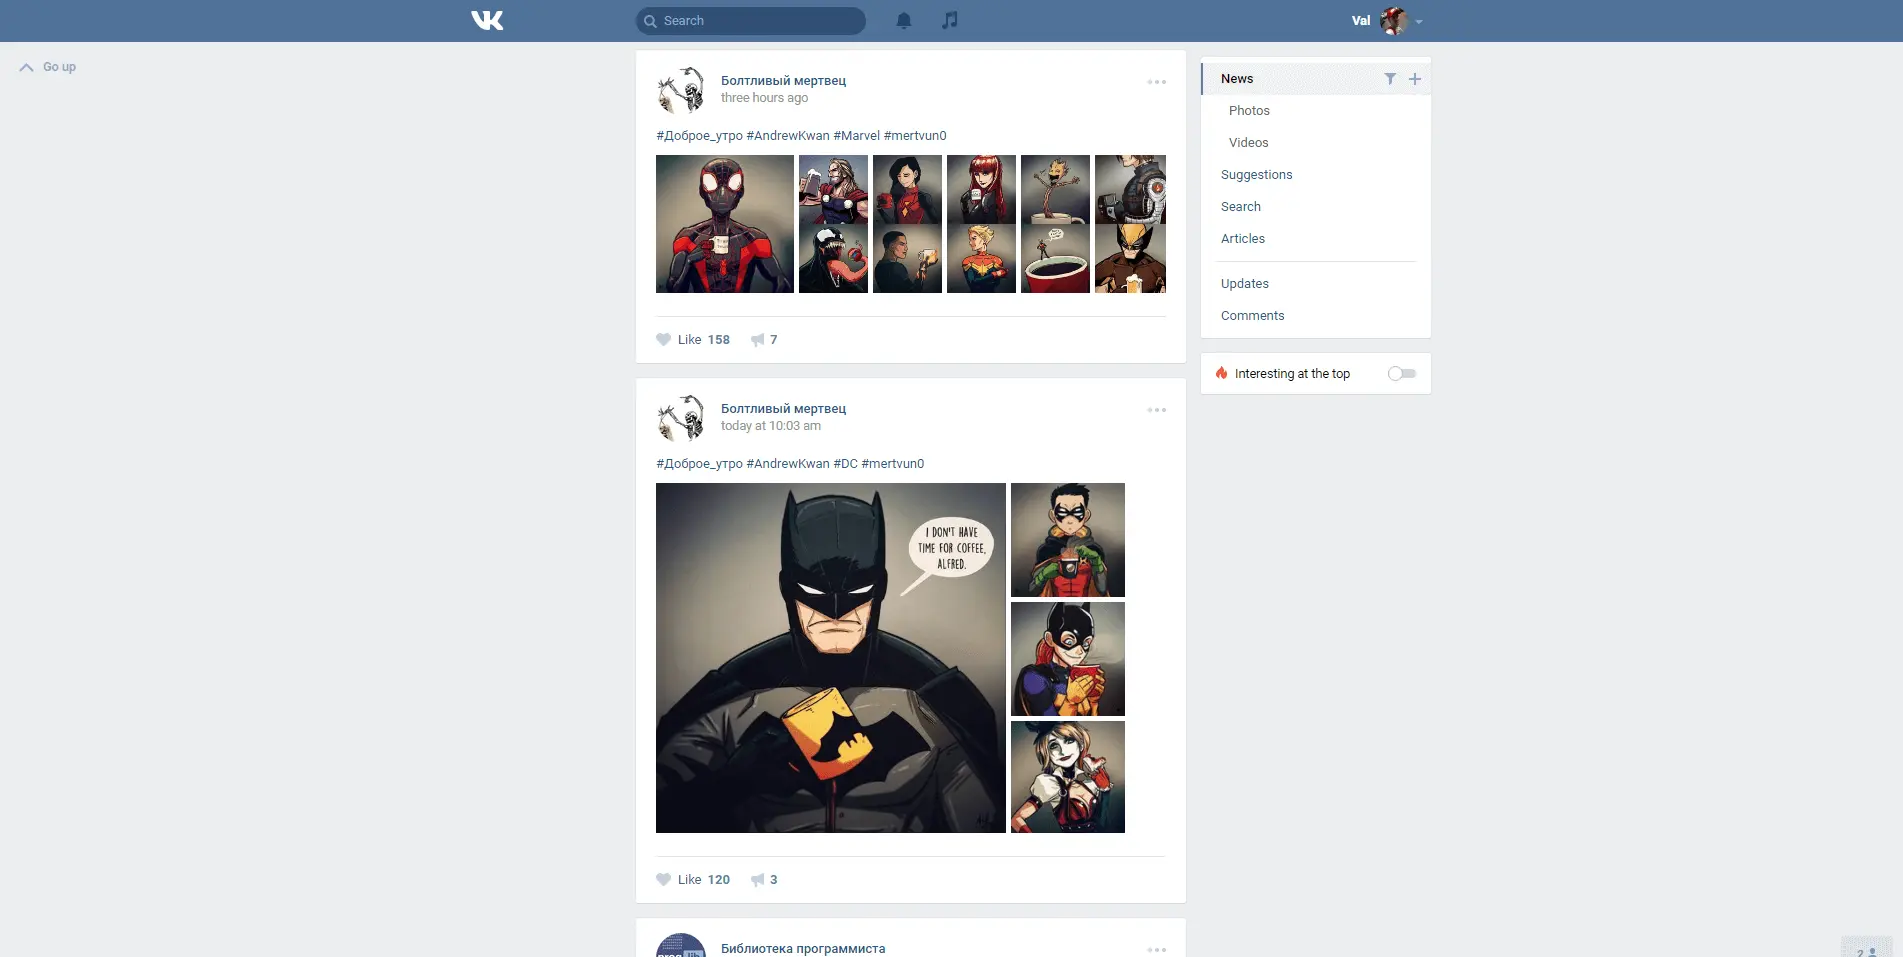 VK
Search
Val
Go up
Болтливый мертвец
three hours ago
#Доброе_утро #AndrewKwan #Marvel #mertvun0
Like 158 7
Болтливый мертвец
today at 10:03 am
#Доброе_утро #AndrewKwan #DC #mertvun0
I DON'T HAVE
TIME FOR COFFEE,
ALFRED.
Like 120 3
Библиотека программиста
News
Photos
Videos
Suggestions
Search
Articles
Updates
Comments
Interesting at the top
2